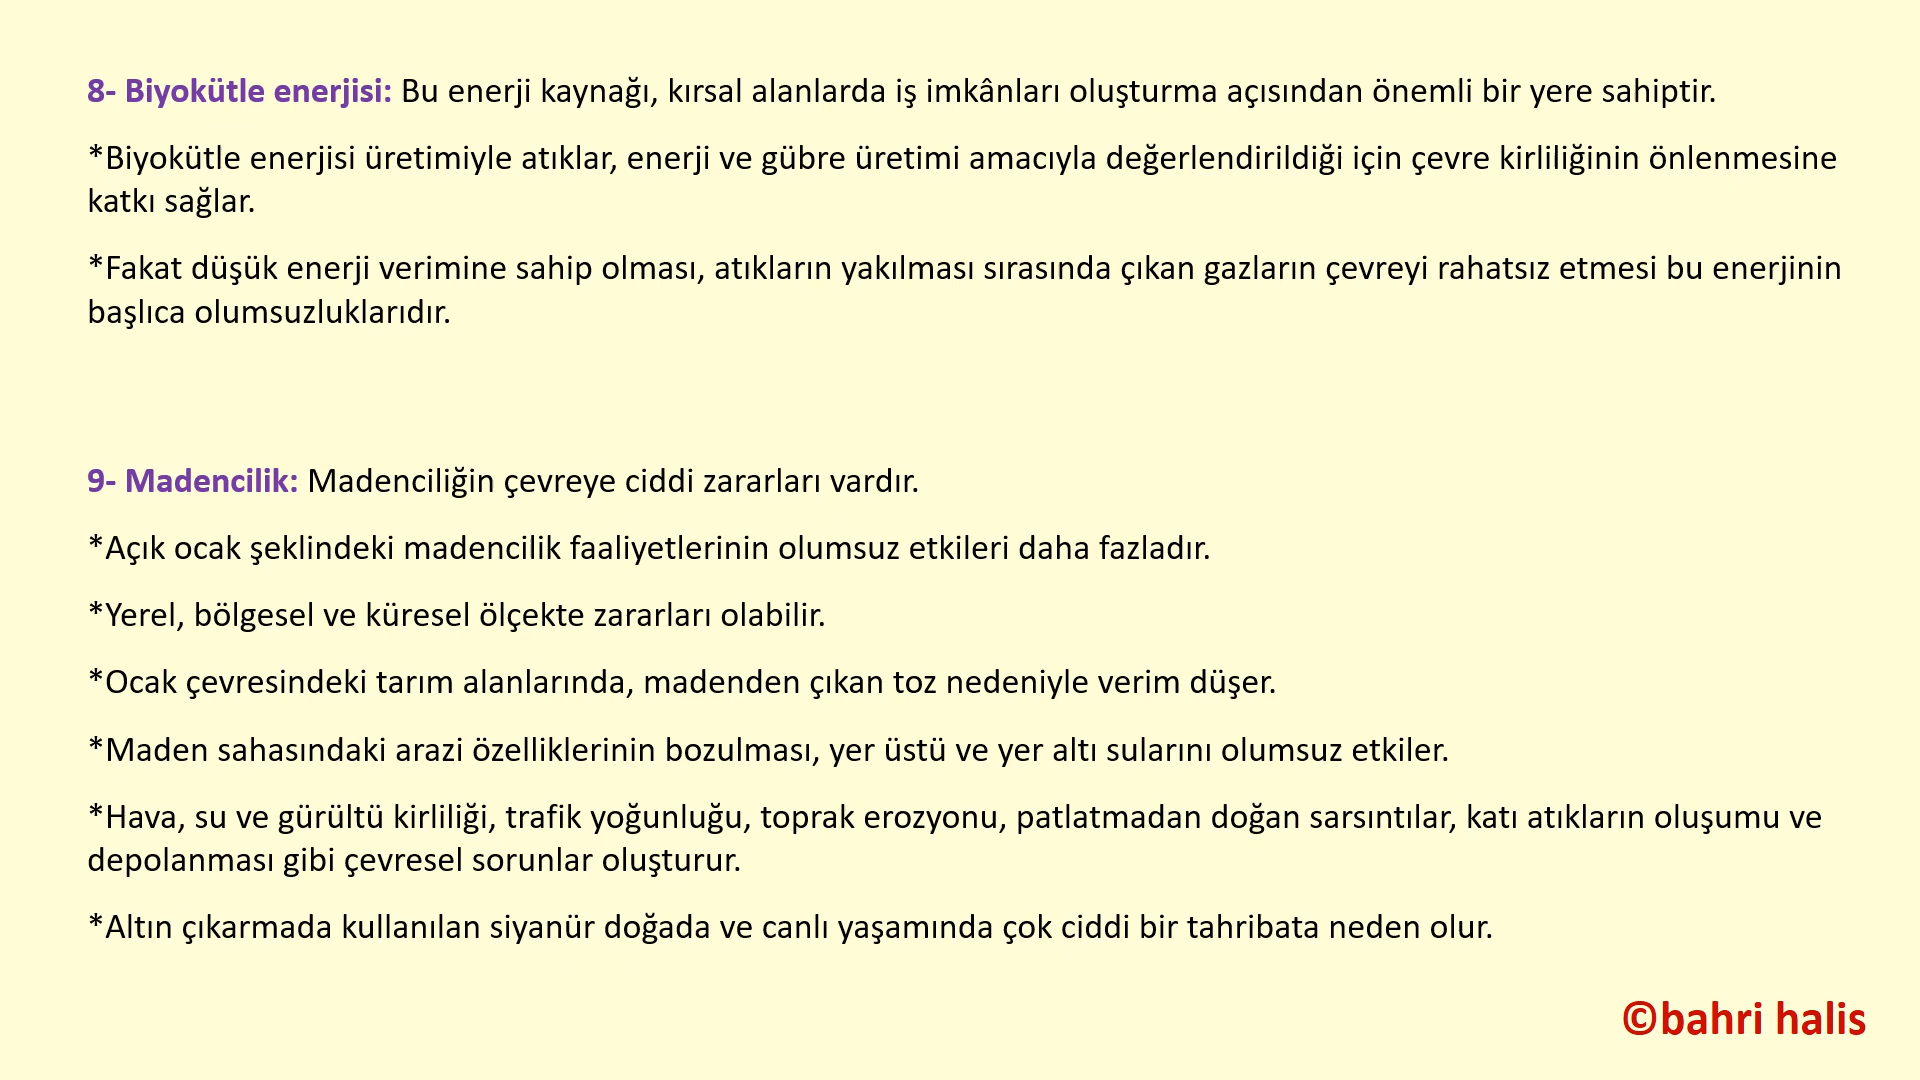 8- Biyokütle enerjisi: Bu enerji kaynağı, kırsal alanlarda iş imkânları oluşturma açısından önemli bir yere sahiptir.
*Biyokütle enerjisi üretimiyle atıklar, enerji ve gübre üretimi amacıyla değerlendirildiği için çevre kirliliğinin önlenmesine
katkı sağlar.
*Fakat düşük enerji verimine sahip olması, atıkların yakılması sırasında çıkan gazların çevreyi rahatsız etmesi bu enerjinin
başlıca olumsuzluklarıdır.
9- Madencilik: Madenciliğin çevreye ciddi zararları vardır.
*Açık ocak şeklindeki madencilik faaliyetlerinin olumsuz etkileri daha fazladır.
*Yerel, bölgesel ve küresel ölçekte zararları olabilir.
*Ocak çevresindeki tarım alanlarında, madenden çıkan toz nedeniyle verim düşer.
*Maden sahasındaki arazi özelliklerinin bozulması, yer üstü ve yer altı sularını olumsuz etkiler.
*Hava, su ve gürültü kirliliği, trafik yoğunluğu, toprak erozyonu, patlatmadan doğan sarsıntılar, katı atıkların oluşumu ve
depolanması gibi çevresel sorunlar oluşturur.
*Altın çıkarmada kullanılan siyanür doğada ve canlı yaşamında çok ciddi bir tahribata neden olur.
©bahri halis